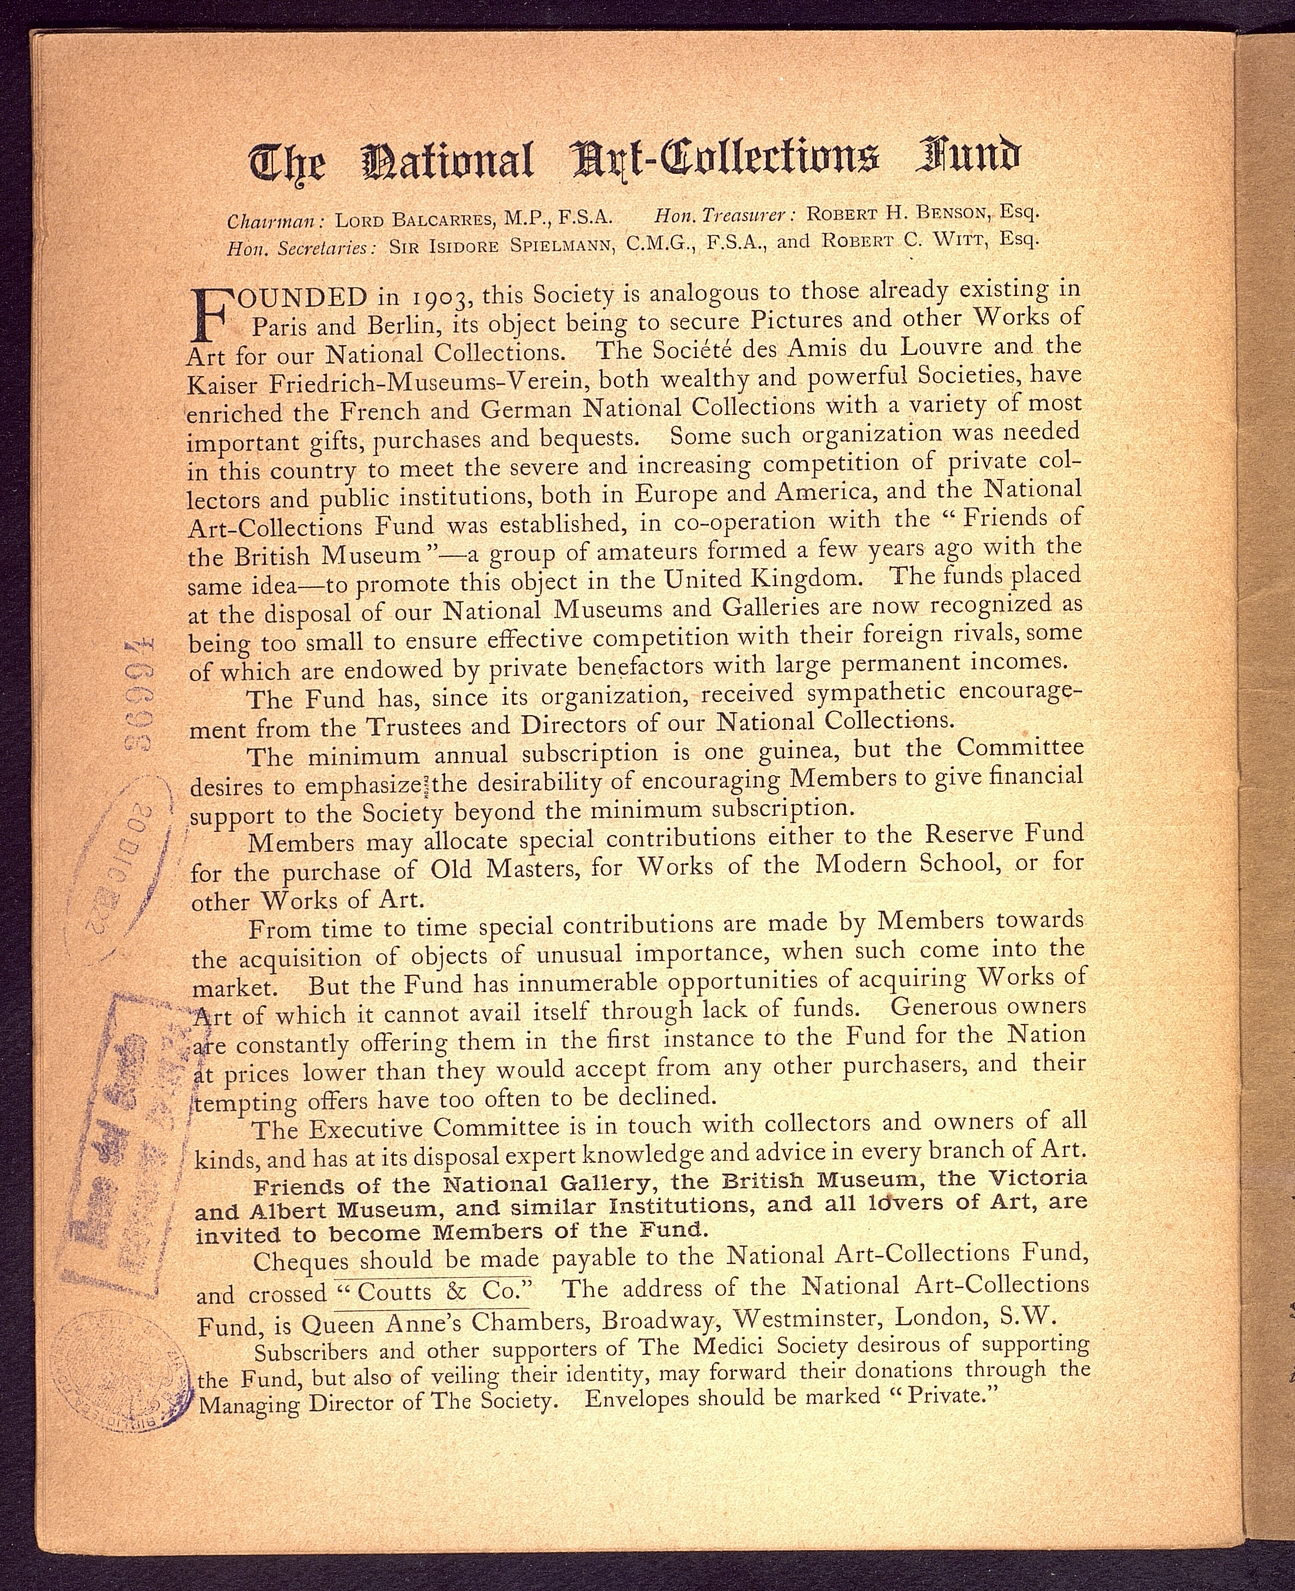 The National Art-Collections Fund
Chairman: LORD BALCARRES, M.P., F.S.A. Hon. Treasurer: ROBERT H. BENSON, Esq.
Hon. Secretaries: SIR ISIDORE SPIELMANN, C.M.G., F.S.A., and ROBERT C. WITT, Esq.
FOUNDED in 1903, this Society is analogous to those already existing in
Paris and Berlin, its object being to secure Pictures and other Works of
Art for our National Collections. The Société des Amis du Louvre and the
Kaiser Friedrich-Museums-Verein, both wealthy and powerful Societies, have
enriched the French and German National Collections with a variety of most
important gifts, purchases and bequests. Some such organization was needed
in this country to meet the severe and increasing competition of private col-
lectors and public institutions, both in Europe and America, and the National
Art-Collections Fund was established, in co-operation with the “Friends of
the British Museum”—a group of amateurs formed a few years ago with the
same idea—to promote this object in the United Kingdom. The funds placed
at the disposal of our National Museums and Galleries are now recognized as
being too small to ensure effective competition with their foreign rivals, some
of which are endowed by private benefactors with large permanent incomes.
The Fund has, since its organization, received sympathetic encourage-
ment from the Trustees and Directors of our National Collections.
The minimum annual subscription is one guinea, but the Committee
desires to emphasize the desirability of encouraging Members to give financial
support to the Society beyond the minimum subscription.
Members may allocate special contributions either to the Reserve Fund
for the purchase of Old Masters, for Works of the Modern School, or for
other Works of Art.
From time to time special contributions are made by Members towards
the acquisition of objects of unusual importance, when such come into the
market. But the Fund has innumerable opportunities of acquiring Works of
Art of which it cannot avail itself through lack of funds. Generous owners
are constantly offering them in the first instance to the Fund for the Nation
at prices lower than they would accept from any other purchasers, and their
tempting offers have too often to be declined.
The Executive Committee is in touch with collectors and owners of all
kinds, and has at its disposal expert knowledge and advice in every branch of Art.
Friends of the National Gallery, the British Museum, the Victoria
and Albert Museum, and similar Institutions, and all lovers of Art, are
invited to become Members of the Fund.
Cheques should be made payable to the National Art-Collections Fund,
and crossed “Coutts & Co.” The address of the National Art-Collections
Fund, is Queen Anne’s Chambers, Broadway, Westminster, London, S.W.
Subscribers and other supporters of The Medici Society desirous of supporting
the Fund, but also of veiling their identity, may forward their donations through the
Managing Director of The Society. Envelopes should be marked “Private.”
20 DIC